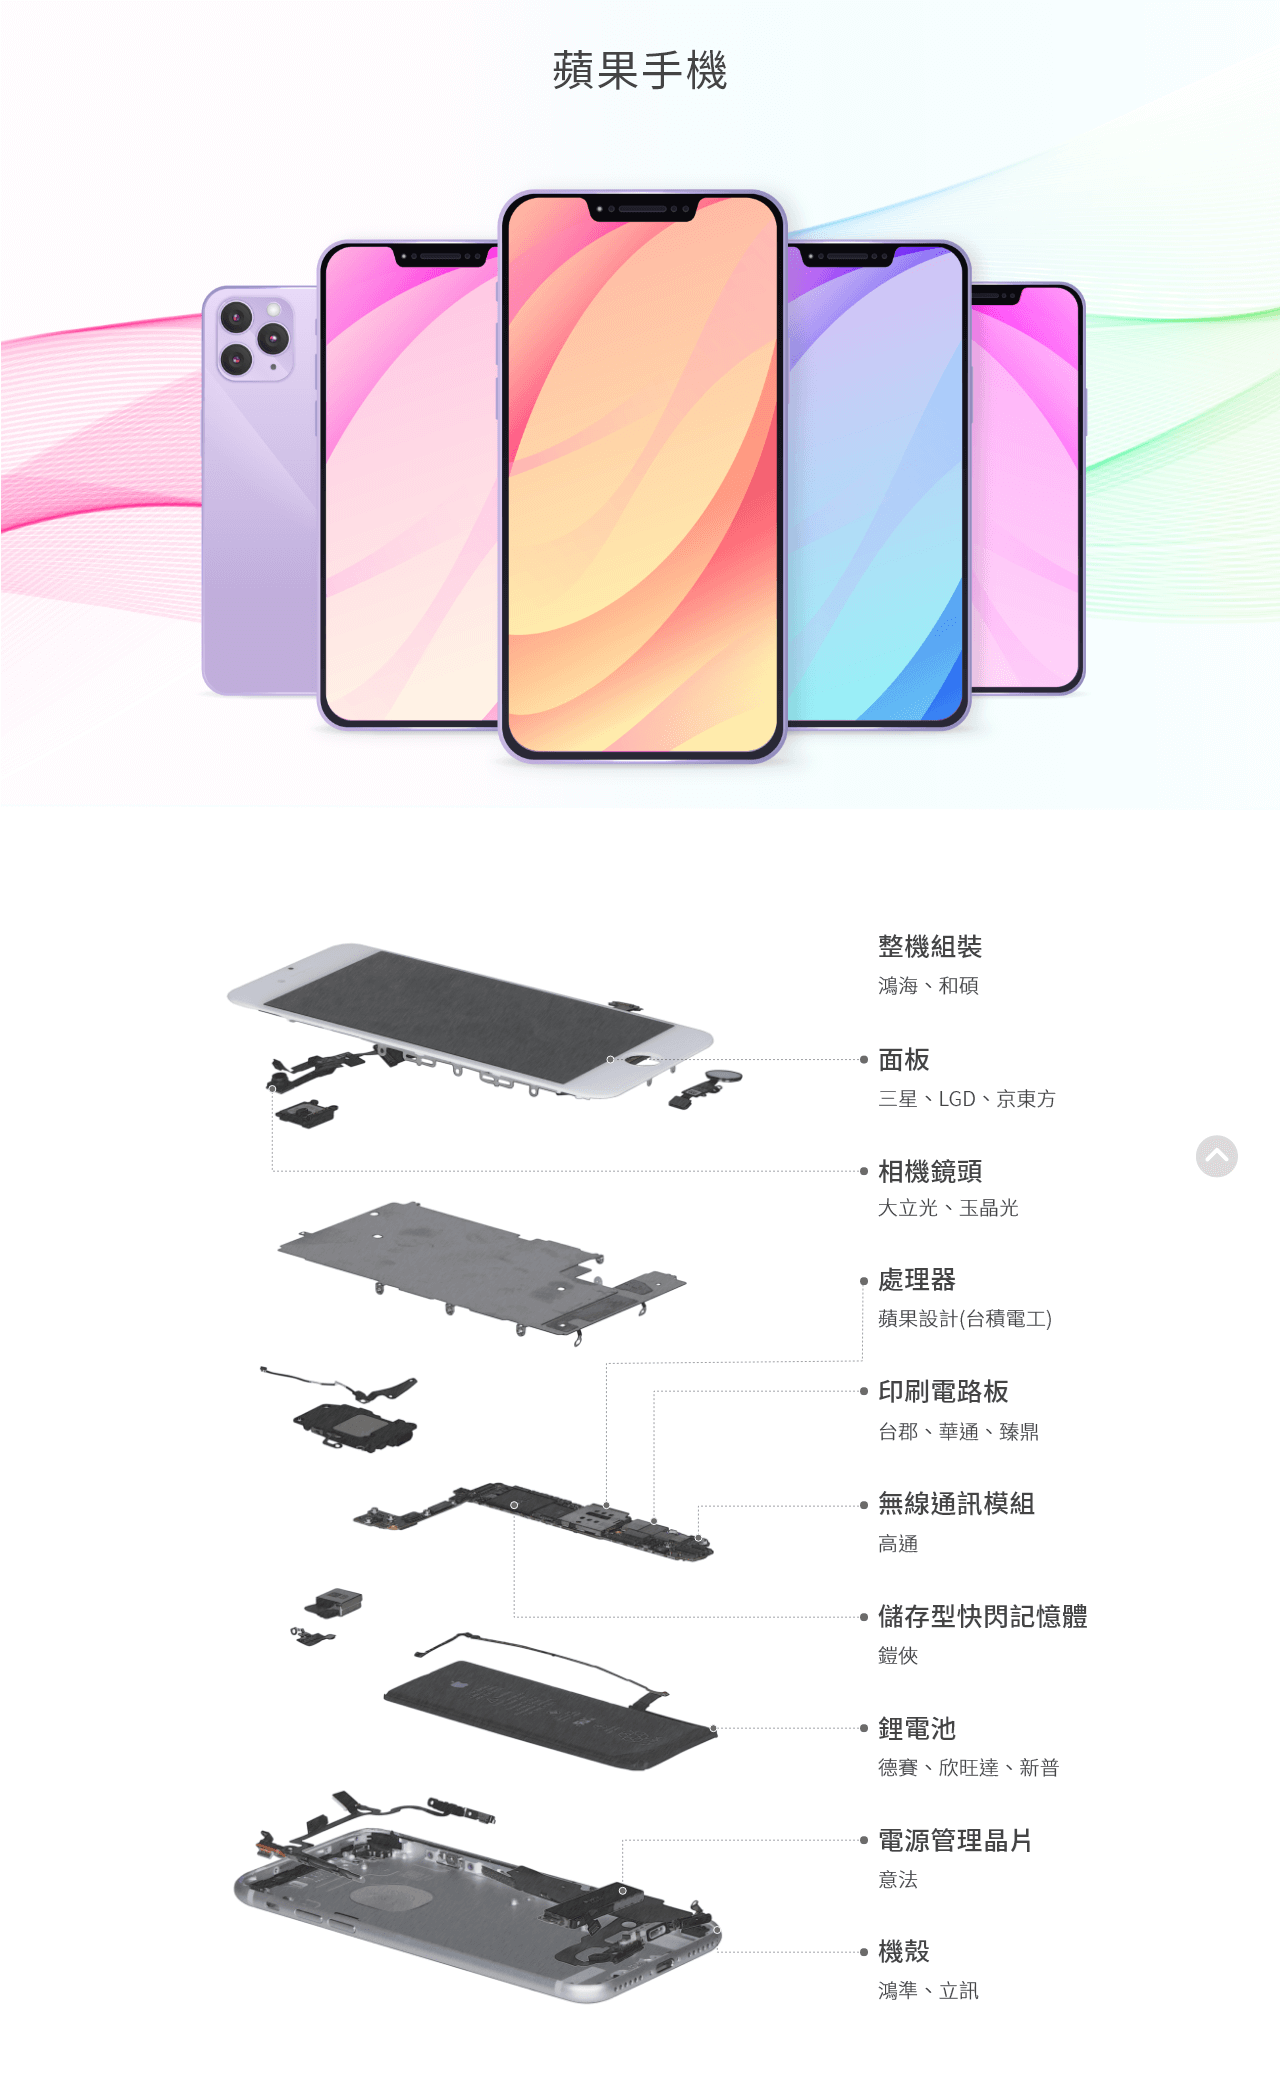 蘋果手機
整機組裝
鴻海、和碩
面板
三星、LGD、京東方
相機鏡頭
大立光、玉晶光
處理器
蘋果設計(台積電工)
印刷電路板
台郡、華通、臻鼎
無線通訊模組
高通
儲存型快閃記憶體
鎧俠
鋰電池
德賽、欣旺達、新普
電源管理晶片
意法
機殼
鴻準、立訊